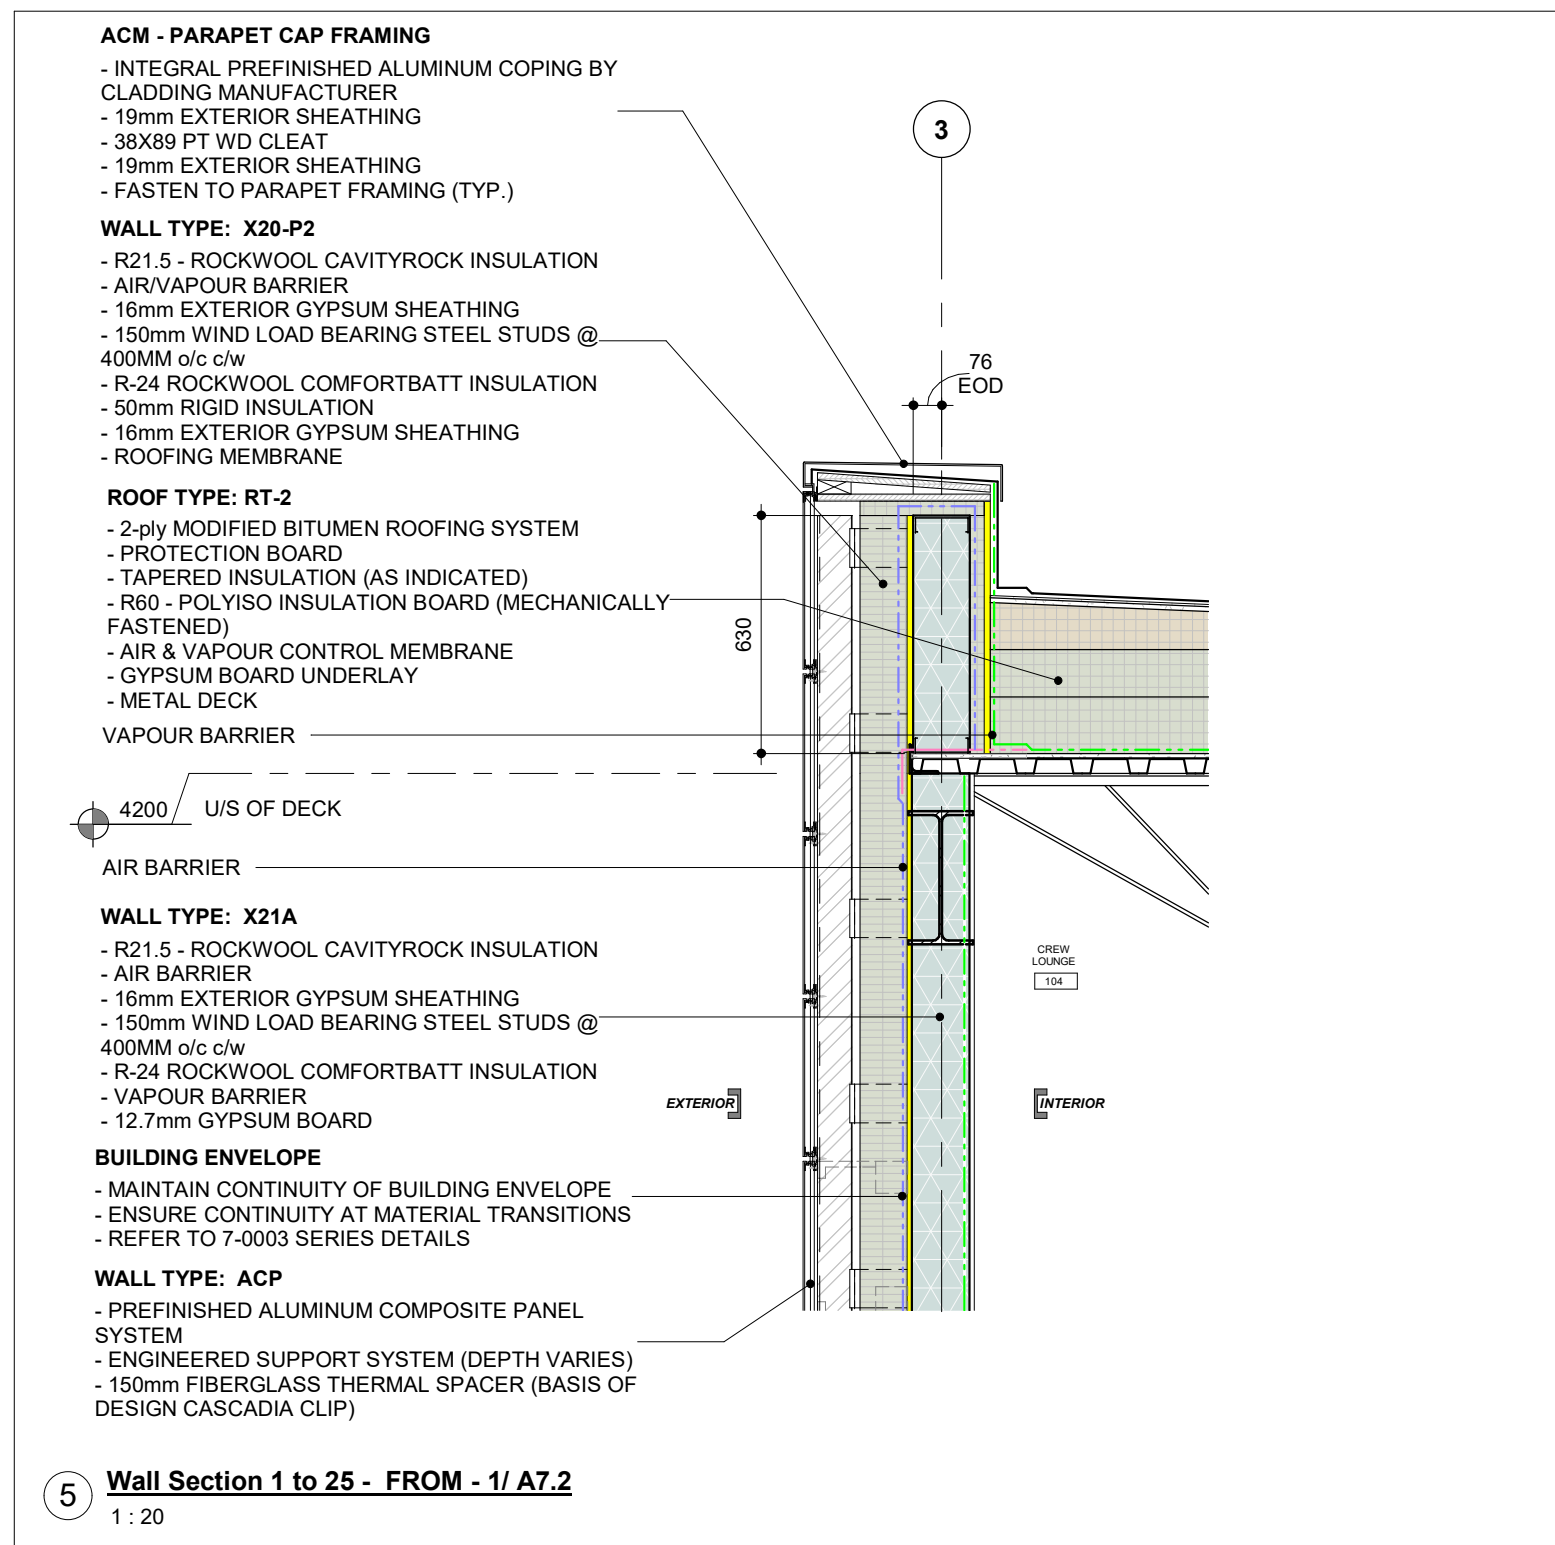 ACM - PARAPET CAP FRAMING
- INTEGRAL PREFINISHED ALUMINUM COPING BY
CLADDING MANUFACTURER
- 19mm EXTERIOR SHEATHING
- 38X89 PT WD CLEAT
- 19mm EXTERIOR SHEATHING
- FASTEN TO PARAPET FRAMING (TYP.)
WALL TYPE: X20-P2
- R21.5 - ROCKWOOL CAVITYROCK INSULATION
- AIR/VAPOUR BARRIER
- 16mm EXTERIOR GYPSUM SHEATHING
- 150mm WIND LOAD BEARING STEEL STUDS @
400MM o/c c/w
- R-24 ROCKWOOL COMFORTBATT INSULATION
- 50mm RIGID INSULATION
- 16mm EXTERIOR GYPSUM SHEATHING
- ROOFING MEMBRANE
ROOF TYPE: RT-2
- 2-ply MODIFIED BITUMEN ROOFING SYSTEM
- PROTECTION BOARD
- TAPERED INSULATION (AS INDICATED)
- R60 - POLYISO INSULATION BOARD (MECHANICALLY
FASTENED)
- AIR & VAPOUR CONTROL MEMBRANE
- GYPSUM BOARD UNDERLAY
- METAL DECK
VAPOUR BARRIER
4200 U/S OF DECK
AIR BARRIER
WALL TYPE: X21A
- R21.5 - ROCKWOOL CAVITYROCK INSULATION
- AIR BARRIER
- 16mm EXTERIOR GYPSUM SHEATHING
- 150mm WIND LOAD BEARING STEEL STUDS @
400MM o/c c/w
- R-24 ROCKWOOL COMFORTBATT INSULATION
- VAPOUR BARRIER
- 12.7mm GYPSUM BOARD
BUILDING ENVELOPE
- MAINTAIN CONTINUITY OF BUILDING ENVELOPE
- ENSURE CONTINUITY AT MATERIAL TRANSITIONS
- REFER TO 7-0003 SERIES DETAILS
WALL TYPE: ACP
- PREFINISHED ALUMINUM COMPOSITE PANEL
SYSTEM
- ENGINEERED SUPPORT SYSTEM (DEPTH VARIES)
- 150mm FIBERGLASS THERMAL SPACER (BASIS OF
DESIGN CASCADIA CLIP)
3
76
EOD
630
CREW
LOUNGE
104
EXTERIOR
INTERIOR
5
Wall Section 1 to 25 - FROM - 1/ A7.2
1 : 20